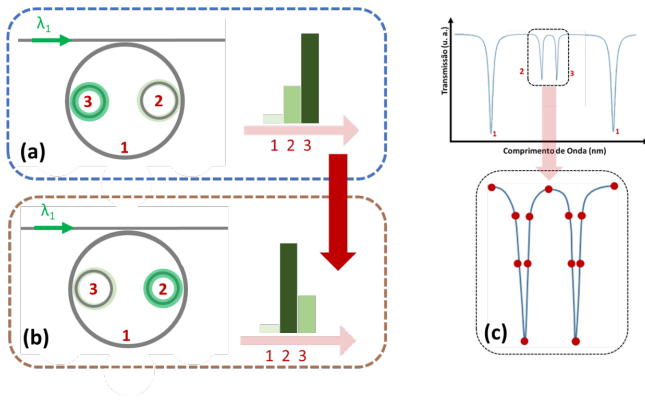 λ1
3
2
1
(a)
1 2 3
λ1
3
2
1
(b)
1 2 3
Transmissão (u. a.)
2
3
1
1
Comprimento de Onda (nm)
(c)